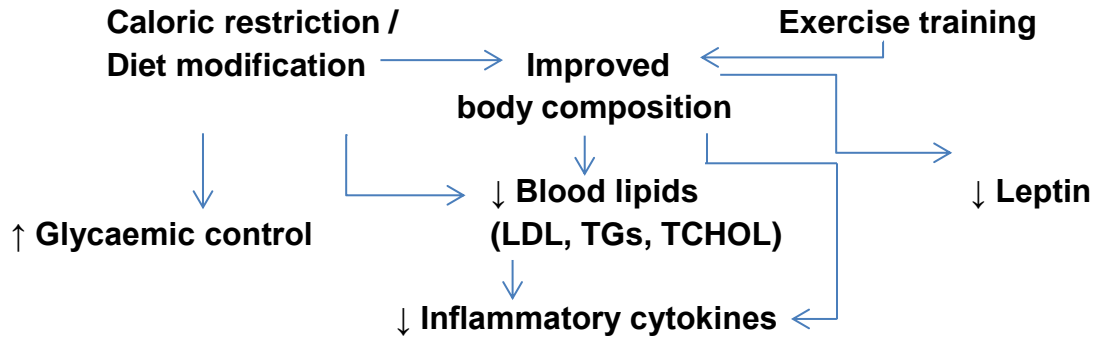 Caloric restriction /
Diet modification
Exercise training
Improved
body composition
↓ Blood lipids
(LDL, TGs, TCHOL)
↓ Leptin
↑ Glycaemic control
↓ Inflammatory cytokines